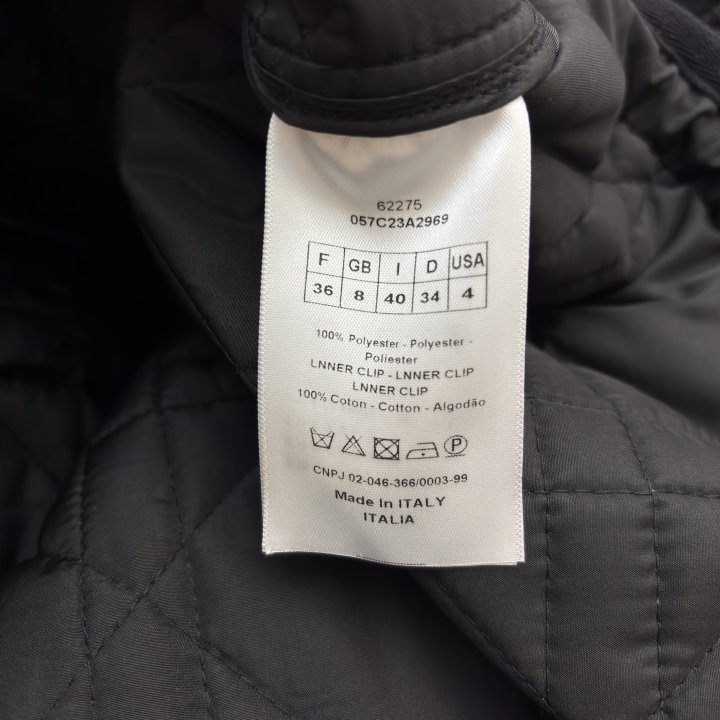 62275
057C23A2969
F GB I D USA
36 8 40 34 4
100% Polyester - Polyester -
Poliester
LNNER CLIP - LNNER CLIP
LNNER CLIP
100% Coton - Cotton - Algodão
P
CNPJ 02-046-366/0003-99
Made In ITALY
ITALIA